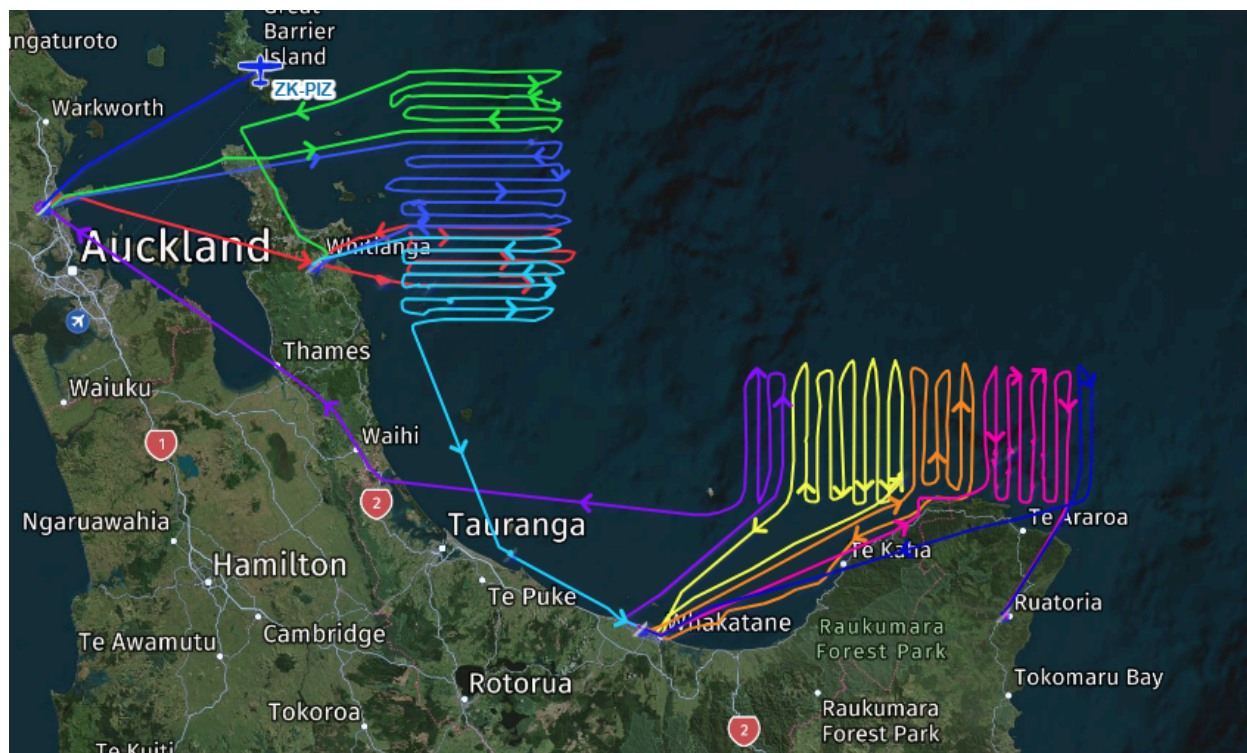 Great
Barrier
Island
ngaturoto
ZK-PIZ
Warkworth
Auckland
Whitianga
Thames
Waiuku
1
Waihi
2
Ngaruawahia
Tauranga
Te Araroa
Te Kaha
Hamilton
Te Puke
Ruatoria
Whakatane
Cambridge
Te Awamutu
Raukumara
Forest Park
Rotorua
Tokomaru Bay
Tokoroa
Raukumara
Forest Park
2
Te Kuiti